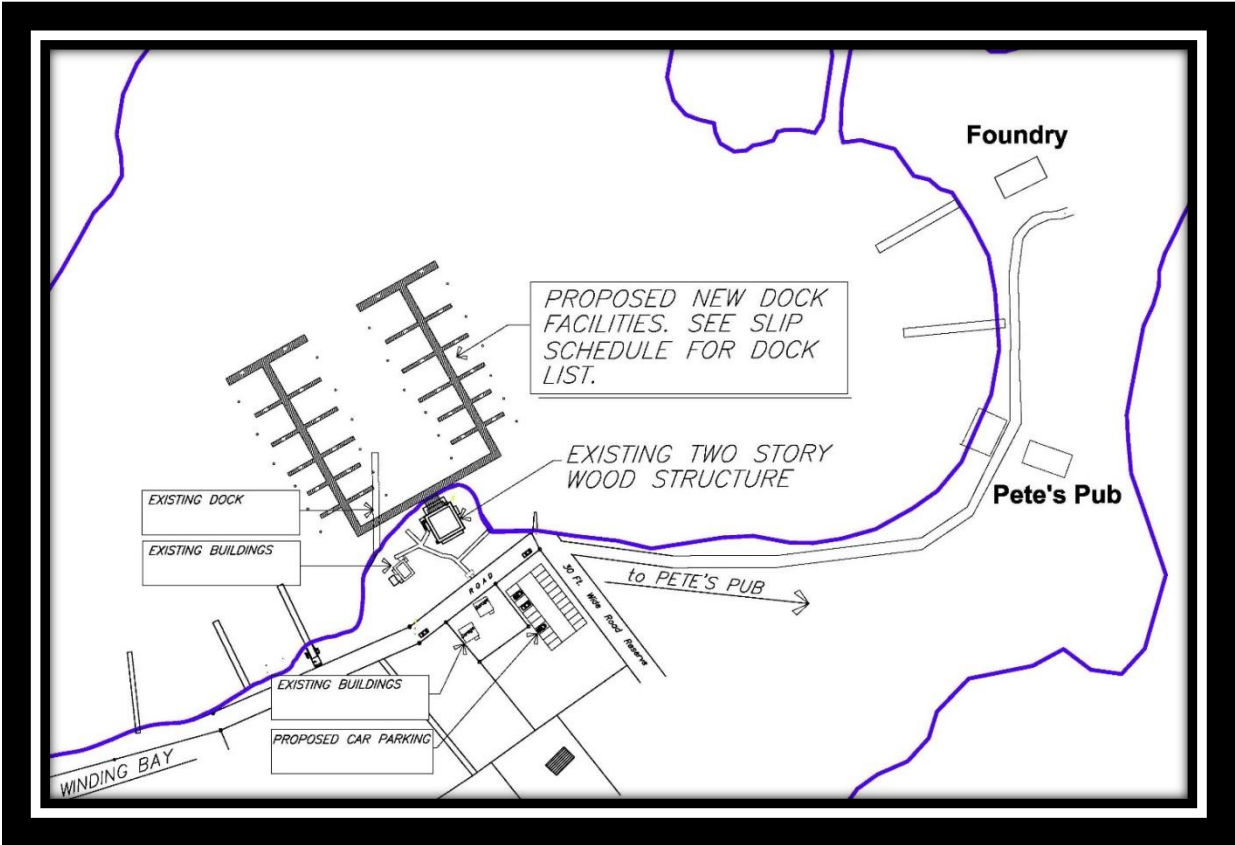 Foundry
PROPOSED NEW DOCK
FACILITIES. SEE SLIP
SCHEDULE FOR DOCK
LIST.
EXISTING TWO STORY
WOOD STRUCTURE
Pete's Pub
EXISTING DOCK
EXISTING BUILDINGS
ROAD
30 Ft. Wide Road Reserve
to PETE'S PUB
EXISTING BUILDINGS
PROPOSED CAR PARKING
WINDING BAY